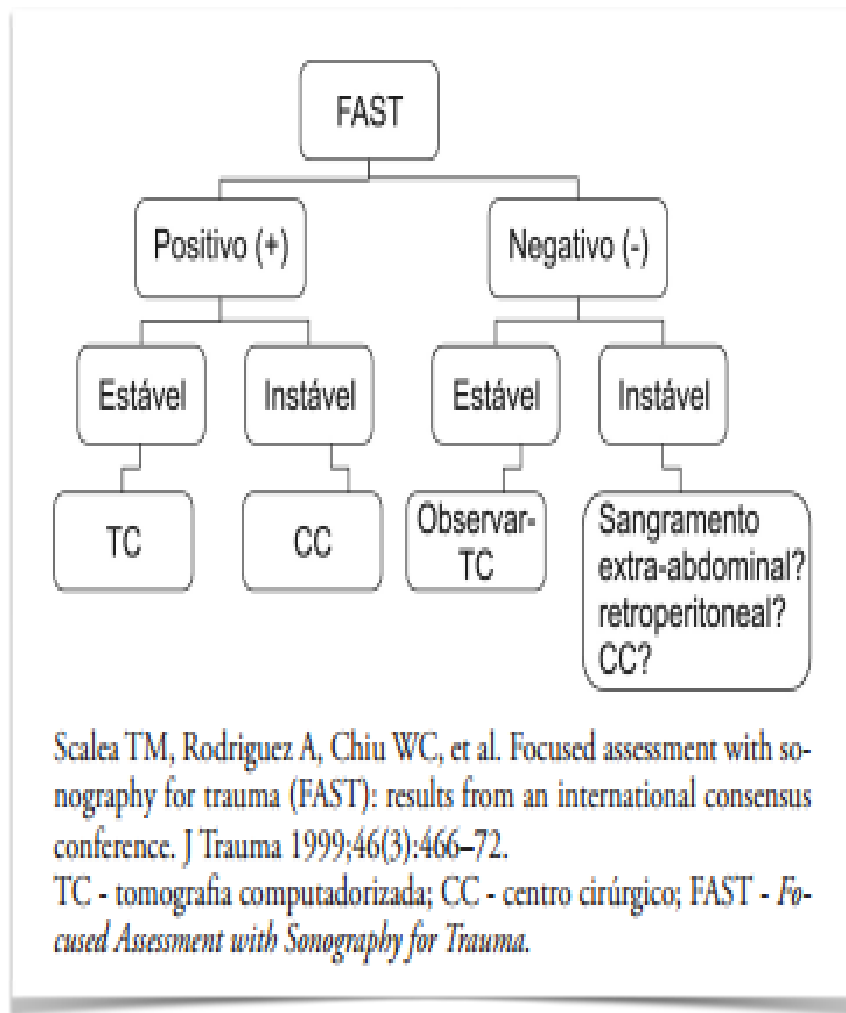 FAST
Positivo (+)
Negativo (-)
Estável
Instável
Estável
Instável
TC
CC
Observar-
TC
Sangramento
extra-abdominal?
retroperitoneal?
CC?
Scalea TM, Rodriguez A, Chiu WC, et al. Focused assessment with so-
nography for trauma (FAST): results from an international consensus
conference. J Trauma 1999;46(3):466–72.
TC - tomografia computadorizada; CC - centro cirúrgico; FAST - Fo-
cused Assessment with Sonography for Trauma.